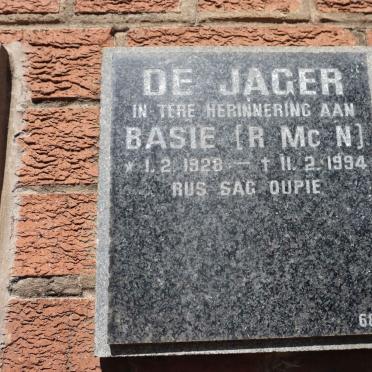 DE JAGER
IN TERE HERINNERING AAN
BASIE [R Mc N]
* 1. 2. 1928 — † 11. 2. 1994
RUS SAG OUPIE
68